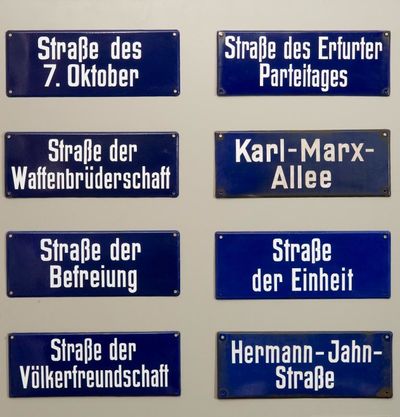 Straße des
7. Oktober
Straße des Erfurter
Parteitages
Straße der
Waffenbrüderschaft
Karl-Marx-
Allee
Straße der
Befreiung
Straße
der Einheit
Straße der
Völkerfreundschaft
Hermann-Jahn-
Straße